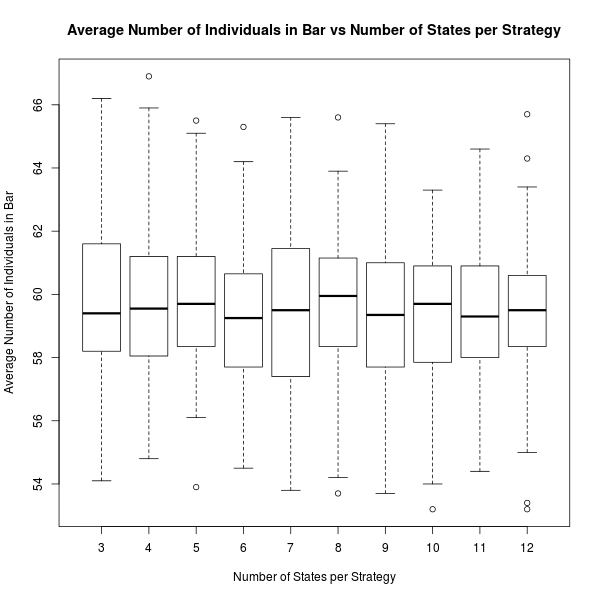 Average Number of Individuals in Bar vs Number of States per Strategy
Average Number of Individuals in Bar
66
64
62
60
58
56
54
3 4 5 6 7 8 9 10 11 12
Number of States per Strategy